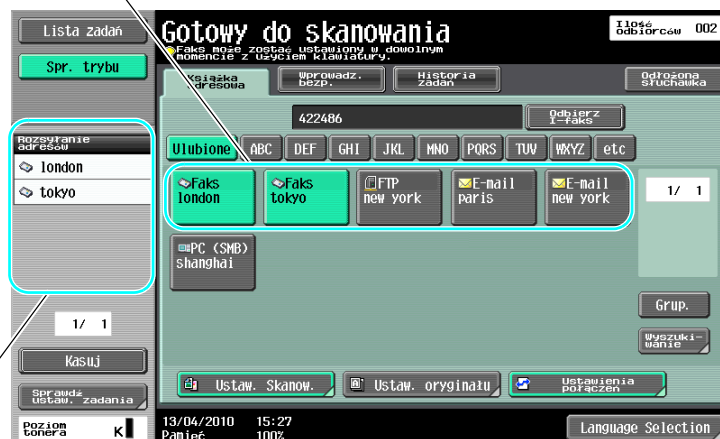 Lista zadań
Spr. trybu
Gotowy do skanowania
Faks może zostać ustawiony w dowolnym
momencie z użyciem klawiatury.
Ilość
odbiorców 002
Książka
adresowa
Wprowadz.
bezp.
Historia
zadań
Odłożona
słuchawka
422486
Odbierz
I-faks
Ulubione ABC DEF GHI JKL MNO PQRS TUV WXYZ etc
Rozsyłanie
adresów
london
tokyo
Faks
london
Faks
tokyo
FTP
new york
E-mail
paris
E-mail
new york
1/ 1
PC (SMB)
shanghai
Grup.
Wyszuki-
wanie
1/ 1
Kasuj
Sprawdź
ustaw. zadania
Ustaw. Skanow.
Ustaw. oryginału
Ustawienia
połączeń
Poziom
tonera K
13/04/2010 15:27
Pamięć 100%
Language Selection